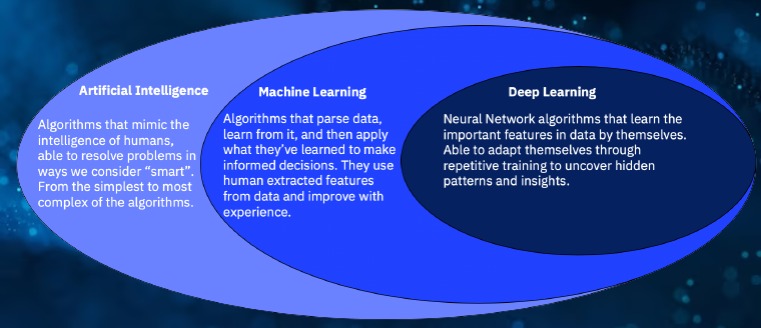 Artificial Intelligence
Algorithms that mimic the
intelligence of humans,
able to resolve problems in
ways we consider “smart”.
From the simplest to most
complex of the algorithms.
Machine Learning
Algorithms that parse data,
learn from it, and then apply
what they’ve learned to make
informed decisions. They use
human extracted features
from data and improve with
experience.
Deep Learning
Neural Network algorithms that learn the
important features in data by themselves.
Able to adapt themselves through
repetitive training to uncover hidden
patterns and insights.